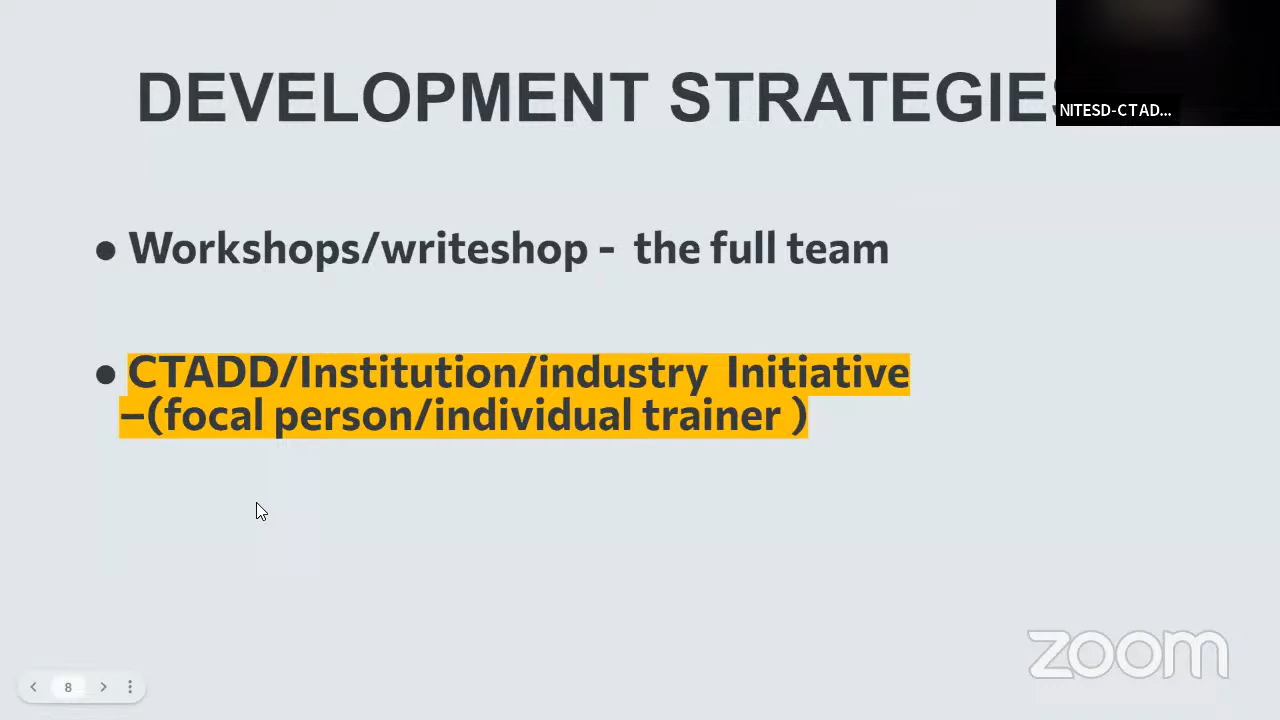 DEVELOPMENT STRATEGIES
NITESD-CTAD...
● Workshops/writeshop - the full team
● CTADD/Institution/industry Initiative
–(focal person/individual trainer )
zoom
8